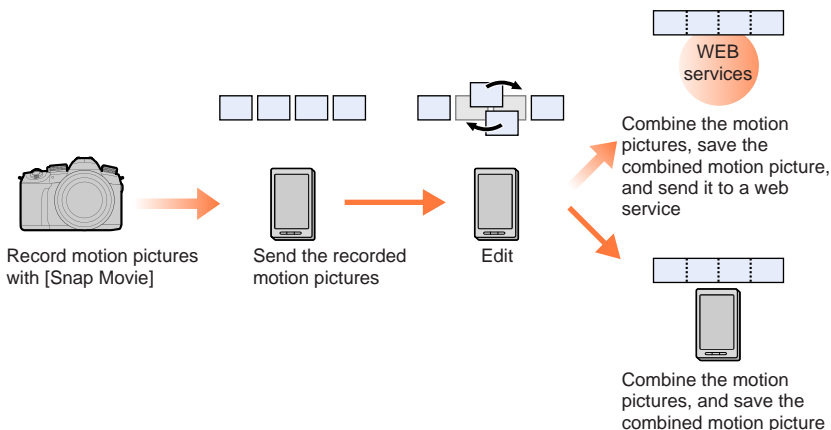 WEB
services
Combine the motion
pictures, save the
combined motion picture,
and send it to a web
service
Record motion pictures
with [Snap Movie]
Send the recorded
motion pictures
Edit
Combine the motion
pictures, and save the
combined motion picture